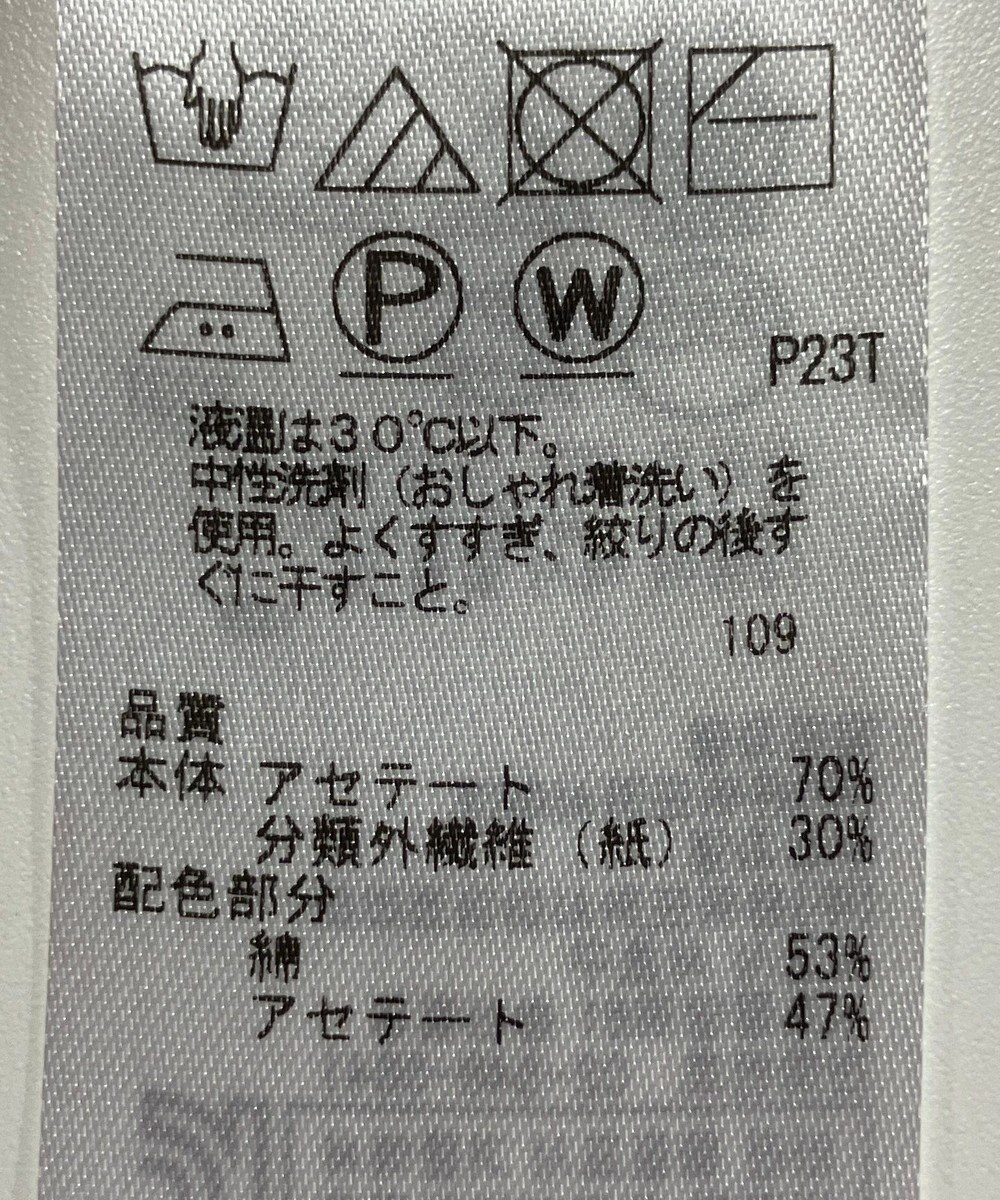 P W
P23T
液温は30℃以下。
中性洗剤（おしゃれ着洗い）を
使用。よくすすぎ、絞りの後す
ぐに干すこと。
109
品質
本体 アセテート 70%
分類外繊維（紙） 30%
配色部分
綿 53%
アセテート 47%